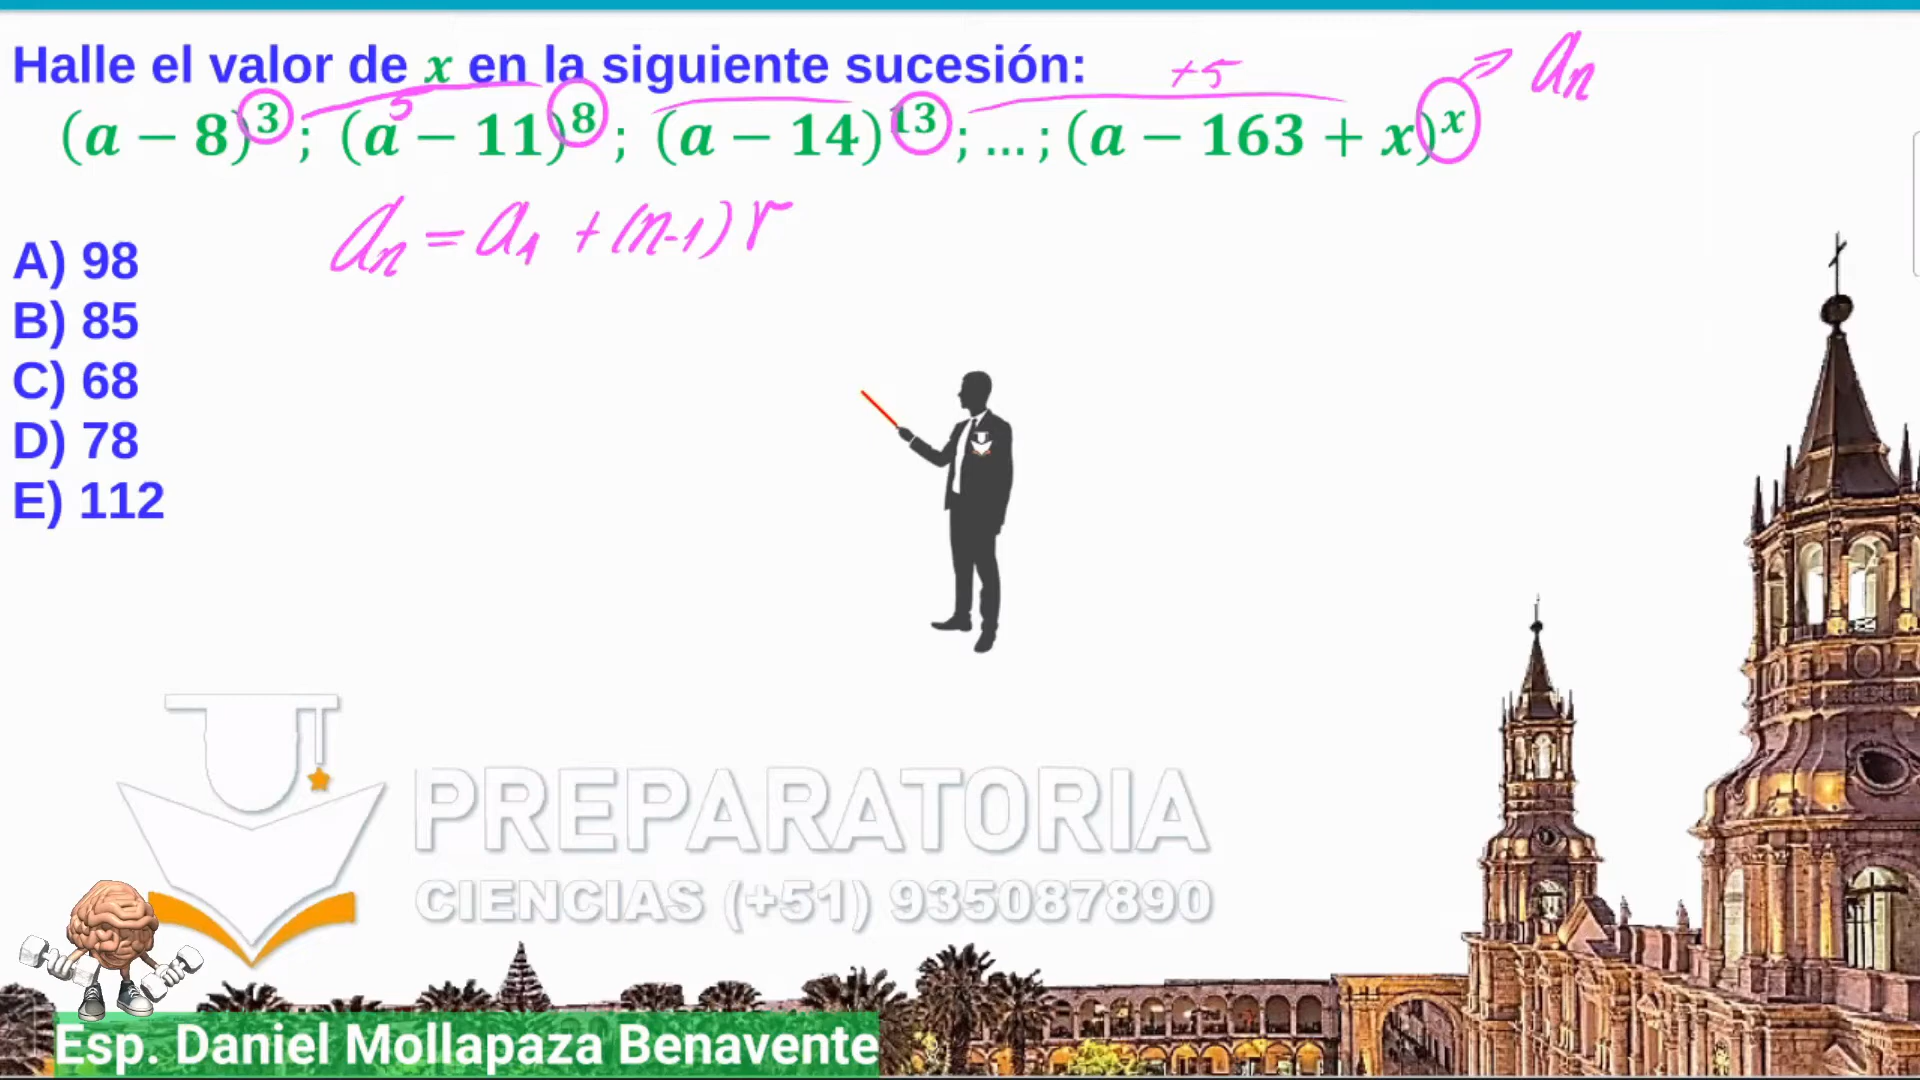 Halle el valor de x en la siguiente sucesión:
+5
aₙ
5
(a − 8)³ ; (a − 11)⁸ ; (a − 14)¹³ ; ... ; (a − 163 + x)ˣ
aₙ = a₁ + (n-1) r
A) 98
B) 85
C) 68
D) 78
E) 112
PREPARATORIA
CIENCIAS (+51) 935087890
Esp. Daniel Mollapaza Benavente